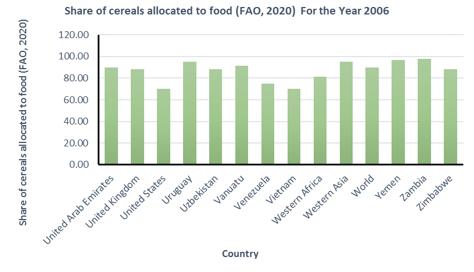 Share of cereals allocated to food (FAO, 2020)  For the Year 2006
Share of cereals allocated to food (FAO, 2020)
120.00
100.00
80.00
60.00
40.00
20.00
0.00
United Arab Emirates
United Kingdom
United States
Uruguay
Uzbekistan
Vanuatu
Venezuela
Vietnam
Western Africa
Western Asia
World
Yemen
Zambia
Zimbabwe
Country